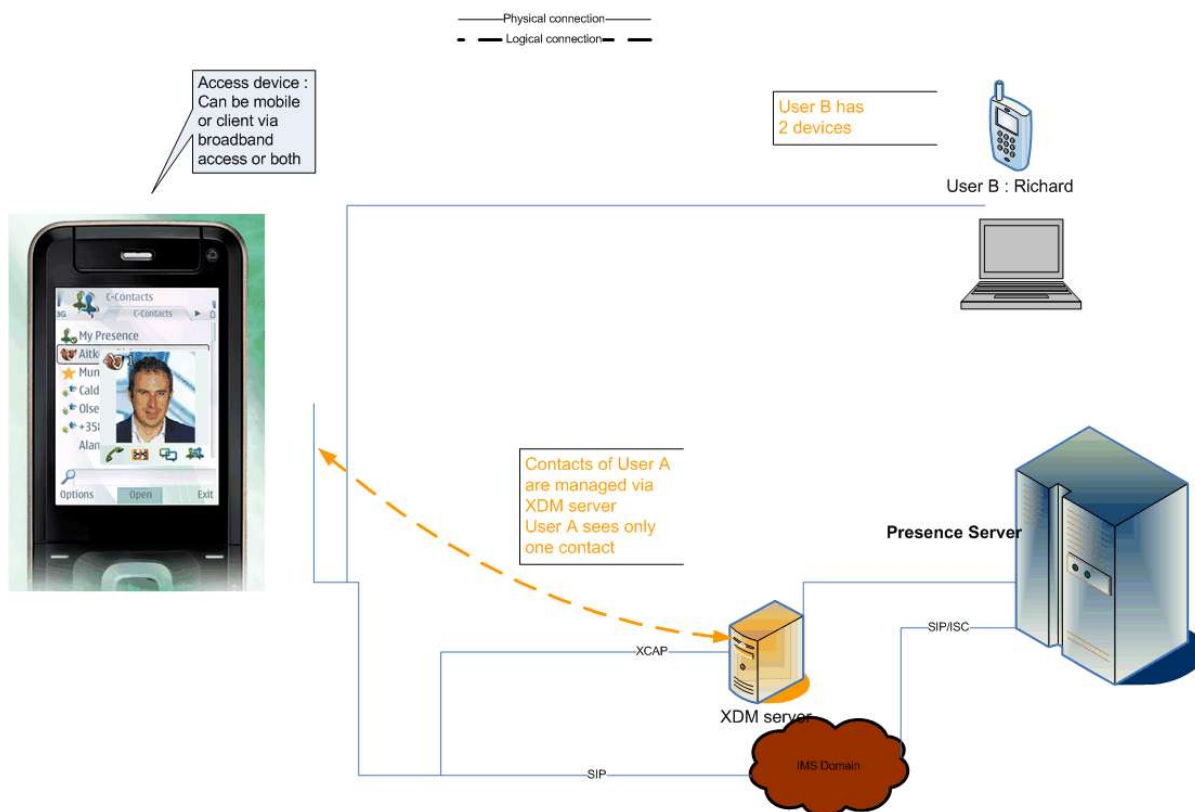 Physical connection
Logical connection
Access device :
Can be mobile
or client via
broadband
access or both
User B has
2 devices
User B : Richard
C-Contacts
3G
C-Contacts
My Presence
Aitk
Mun
Cald
Olse
+358
Alan
Options
Open
Exit
Contacts of User A
are managed via
XDM server
User A sees only
one contact
Presence Server
SIP/ISC
XCAP
XDM server
IMS Domain
SIP